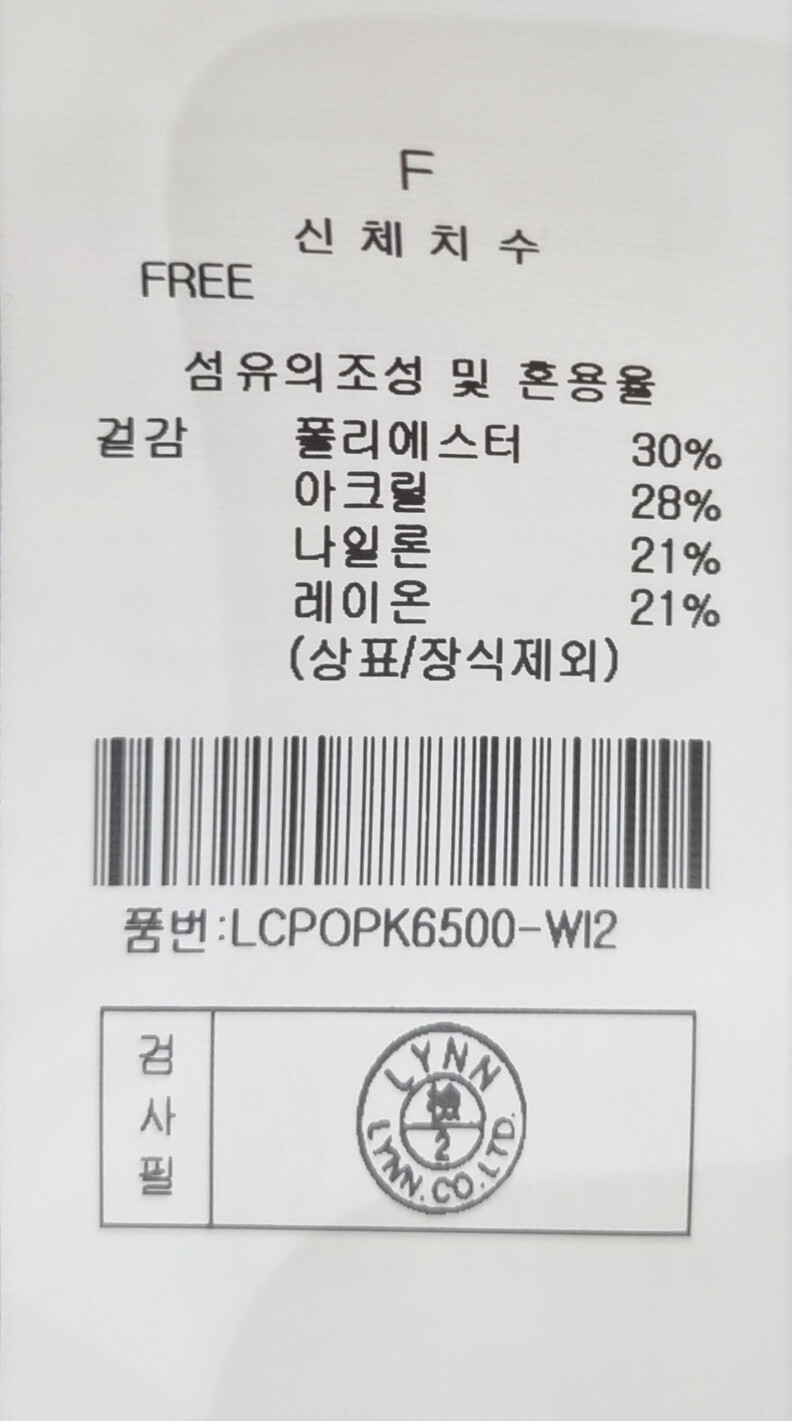 F
신체치수
FREE
섬유의조성 및 혼용율
겉감 폴리에스터 30%
아크릴 28%
나일론 21%
레이온 21%
(상표/장식제외)
품번:LCPOPK6500-WI2
검사필
LYNN
檢
2
LYNN.CO.LTD.